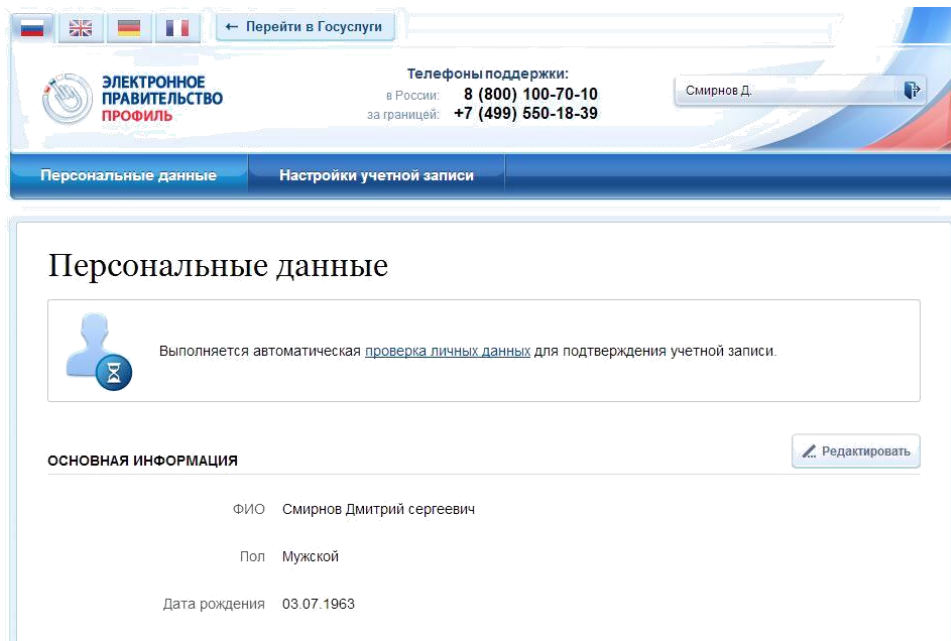 ← Перейти в Госуслуги
ЭЛЕКТРОННОЕ
ПРАВИТЕЛЬСТВО
ПРОФИЛЬ
Телефоны поддержки:
в России: 8 (800) 100-70-10
за границей: +7 (499) 550-18-39
Смирнов Д.
Персональные данные
Настройки учетной записи
Персональные данные
Выполняется автоматическая проверка личных данных для подтверждения учетной записи.
ОСНОВНАЯ ИНФОРМАЦИЯ
Редактировать
ФИО Смирнов Дмитрий сергеевич
Пол Мужской
Дата рождения 03.07.1963